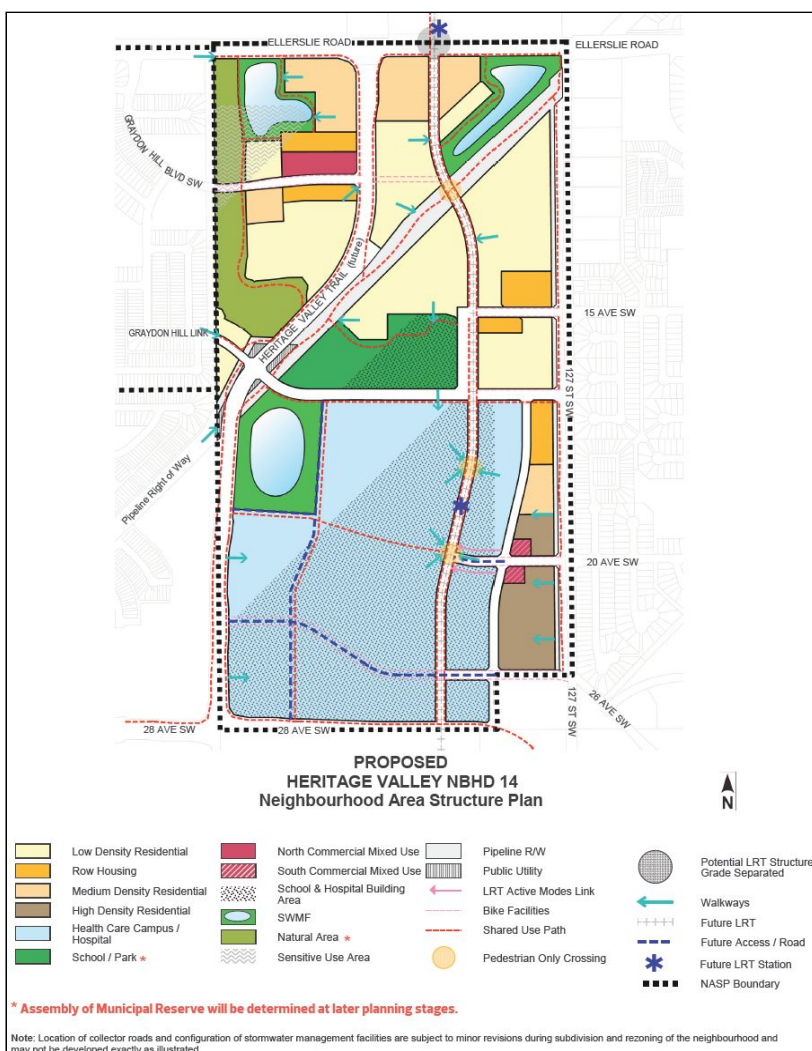 ELLERSLIE ROAD
ELLERSLIE ROAD
GRAYDON HILL BLVD SW
HERITAGE VALLEY TRAIL (future)
15 AVE SW
GRAYDON HILL LINK
127 ST SW
Pipeline Right of Way
20 AVE SW
26 AVE SW
127 ST SW
28 AVE SW
28 AVE SW
PROPOSED
HERITAGE VALLEY NBHD 14
Neighbourhood Area Structure Plan
N
Low Density Residential
Row Housing
Medium Density Residential
High Density Residential
Health Care Campus /
Hospital
School / Park *
North Commercial Mixed Use
South Commercial Mixed Use
School & Hospital Building
Area
SWMF
Natural Area *
Sensitive Use Area
Pipeline R/W
Public Utility
LRT Active Modes Link
Bike Facilities
Shared Use Path
Pedestrian Only Crossing
Potential LRT Structure
Grade Separated
Walkways
Future LRT
Future Access / Road
Future LRT Station
NASP Boundary
* Assembly of Municipal Reserve will be determined at later planning stages.
Note: Location of collector roads and configuration of stormwater management facilities are subject to minor revisions during subdivision and rezoning of the neighbourhood and
may not be developed exactly as illustrated.